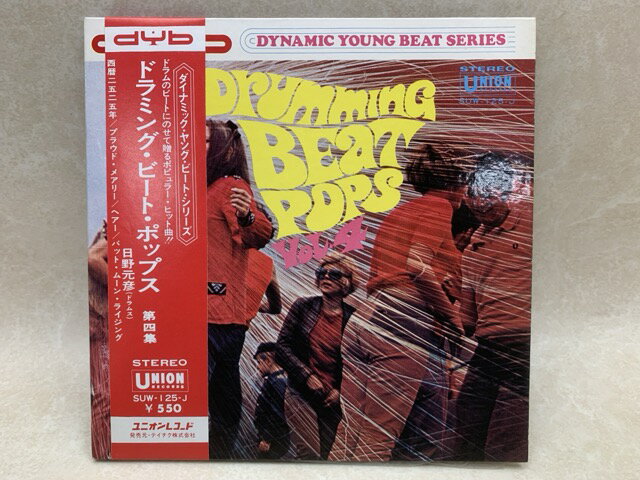 dyb
DYNAMIC YOUNG BEAT SERIES
STEREO
UNION
RECORDS
SUW-125-J
Drumming
BEAT
POPS
Vol.4
ダイナミック・ヤング・ビート・シリーズ
ドラムのビートにのせて贈るポピュラー・ヒット曲!!
ドラミング・ビート・ポップス 第四集
日野元彦(ドラムス)
西暦二五二五年/プラウド・メアリー/ヘアー/バット・ムーン・ライジング
STEREO
UNION
RECORDS
SUW-125-J
¥550
ユニオンレコード
発売元・テイチク株式会社